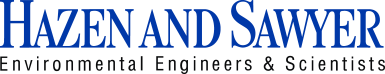 HAZEN AND SAWYER
Environmental Engineers & Scientists